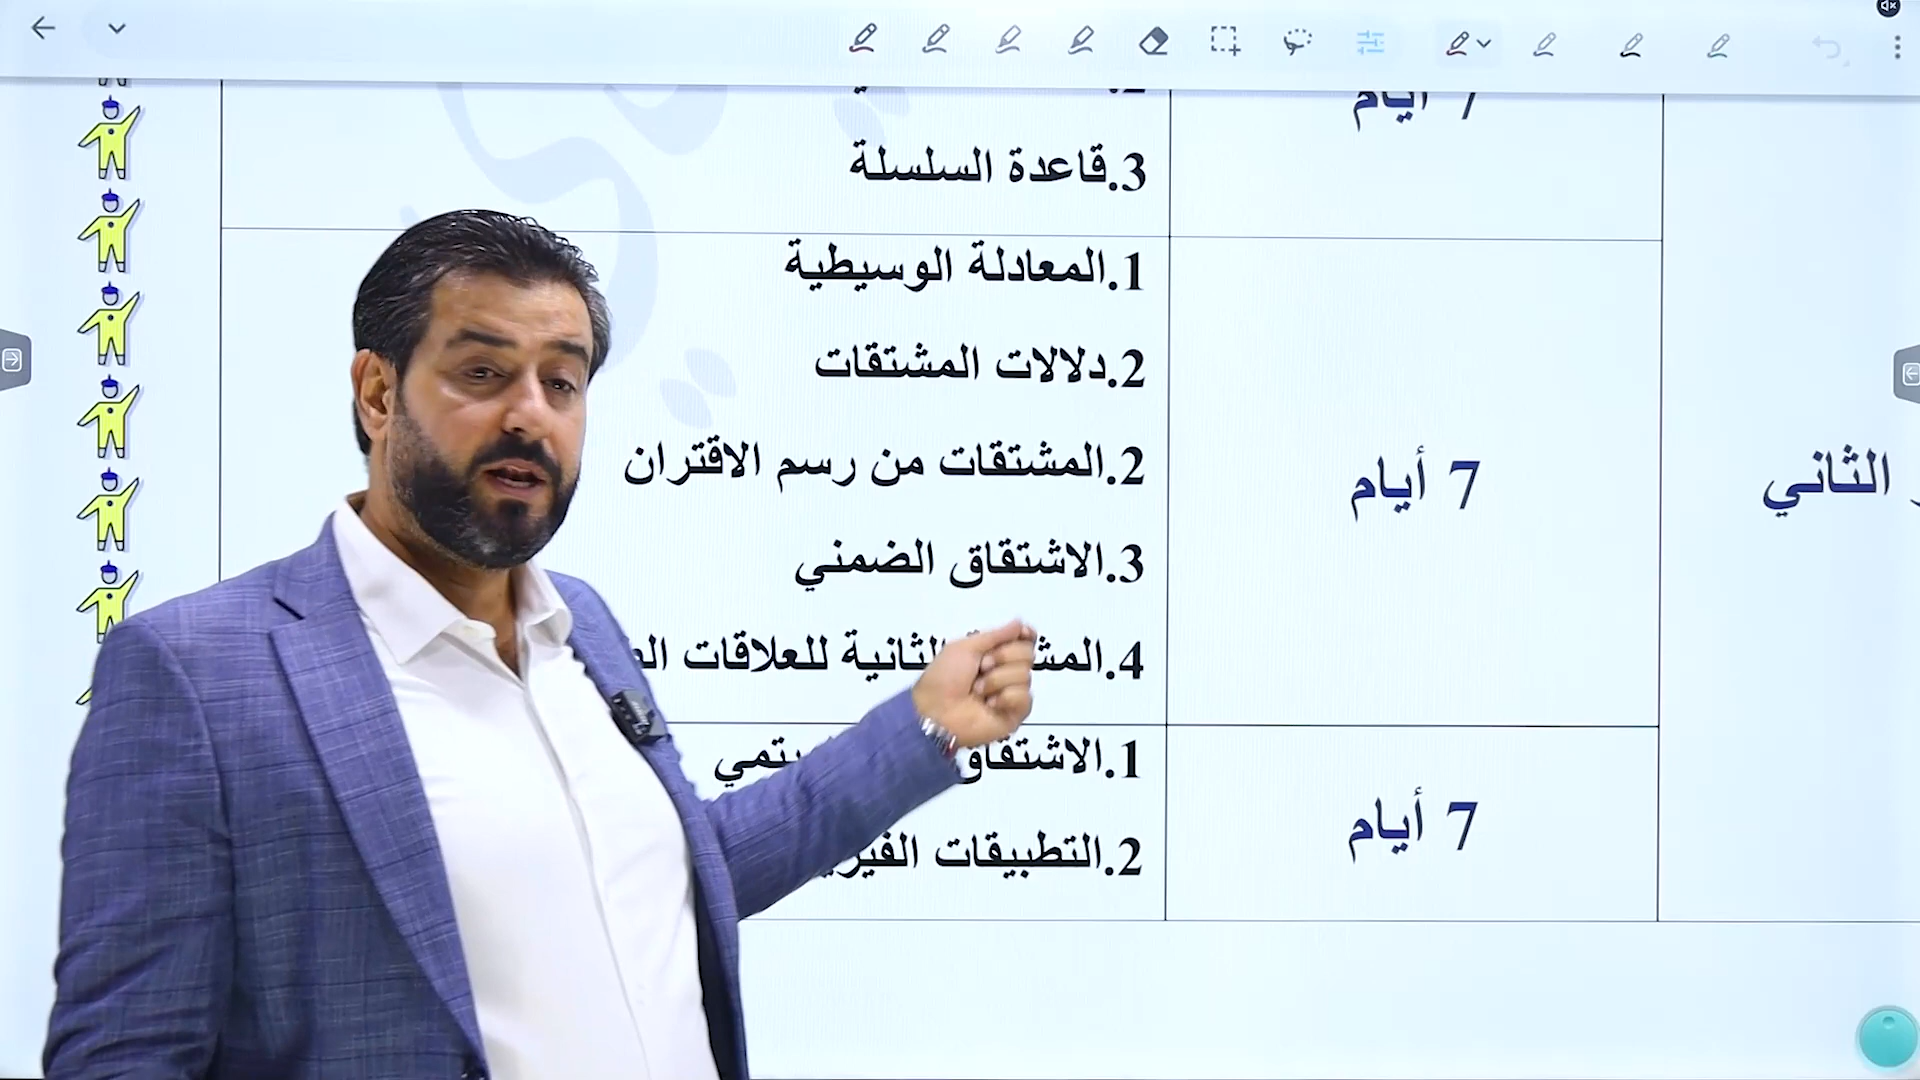 7 أيام
3.قاعدة السلسلة
الثاني
7 أيام
1.المعادلة الوسيطية
2.دلالات المشتقات
2.المشتقات من رسم الاقتران
3.الاشتقاق الضمني
4. الثانية للعلاقات
7 أيام
1.الاشتقاق
2.التطبيقات